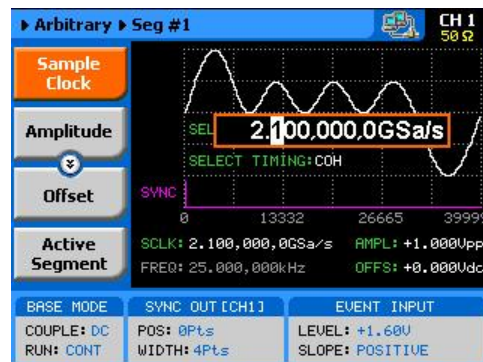 Arbitrary Seg #1
CH 1
50 Ω
Sample
Clock
Amplitude
Offset
Active
Segment
SEL
2.100,000,0GSa/s
SELECT TIMING:COH
SYNC
0 13332 26665 39999
SCLK: 2.100,000,0GSa/s AMPL: +1.000Vpp
FREQ: 25.000,000kHz OFFS: +0.000Vdc
BASE MODE
COUPLE: DC
RUN: CONT
SYNC OUT [CH1]
POS: 0Pts
WIDTH: 4Pts
EVENT INPUT
LEVEL: +1.60V
SLOPE: POSITIVE